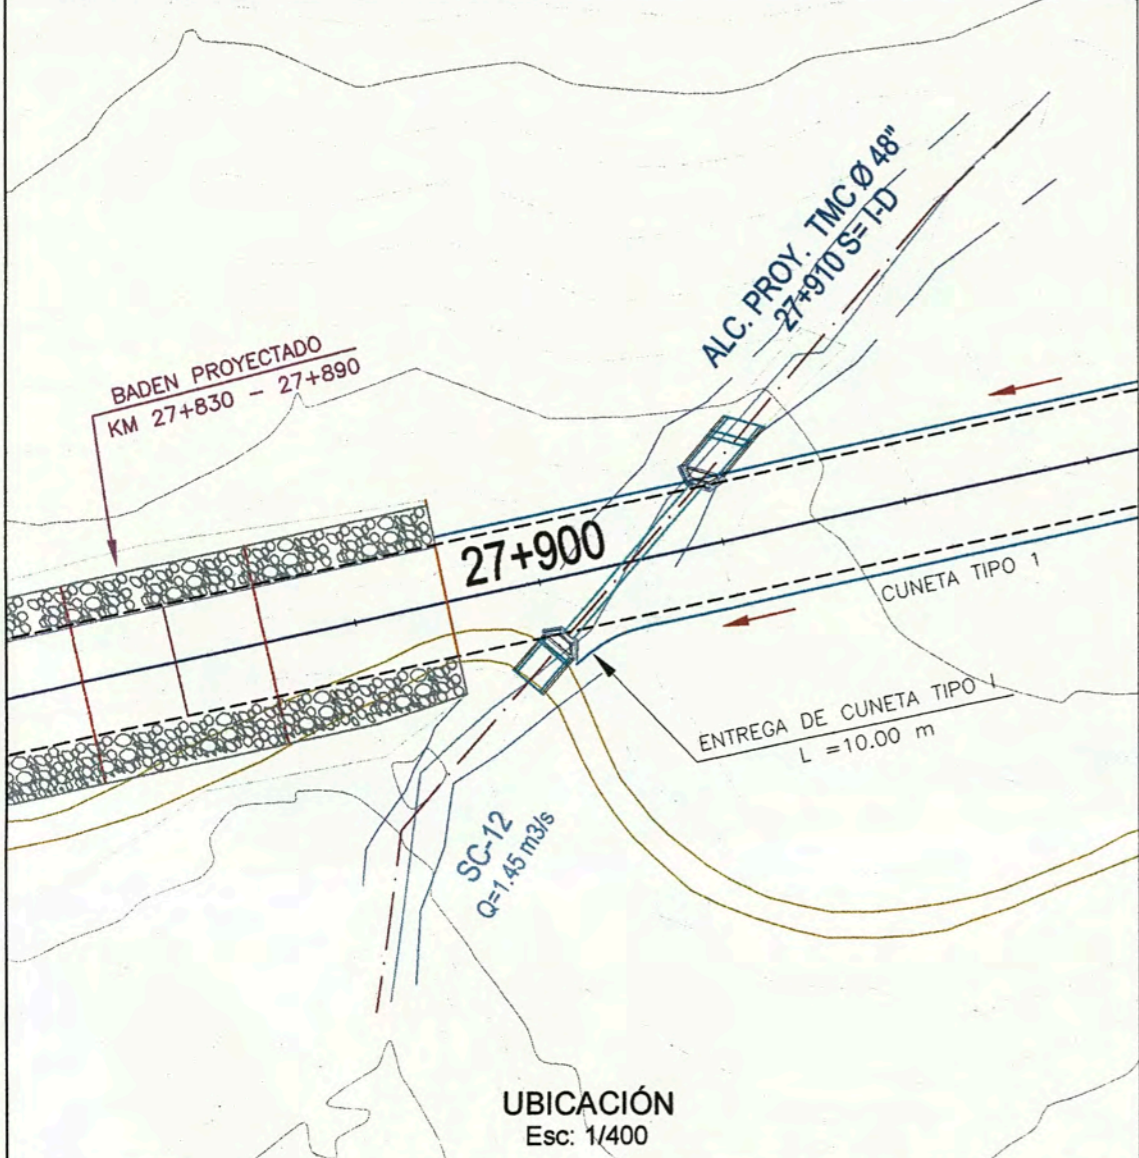 ALC. PROY. TMC Ø 48"
27+910 S= I-D
BADEN PROYECTADO
KM 27+830 - 27+890
27+900
CUNETA TIPO 1
ENTREGA DE CUNETA TIPO I
L =10.00 m
SC-12
Q=1.45 m3/s
UBICACIÓN
Esc: 1/400